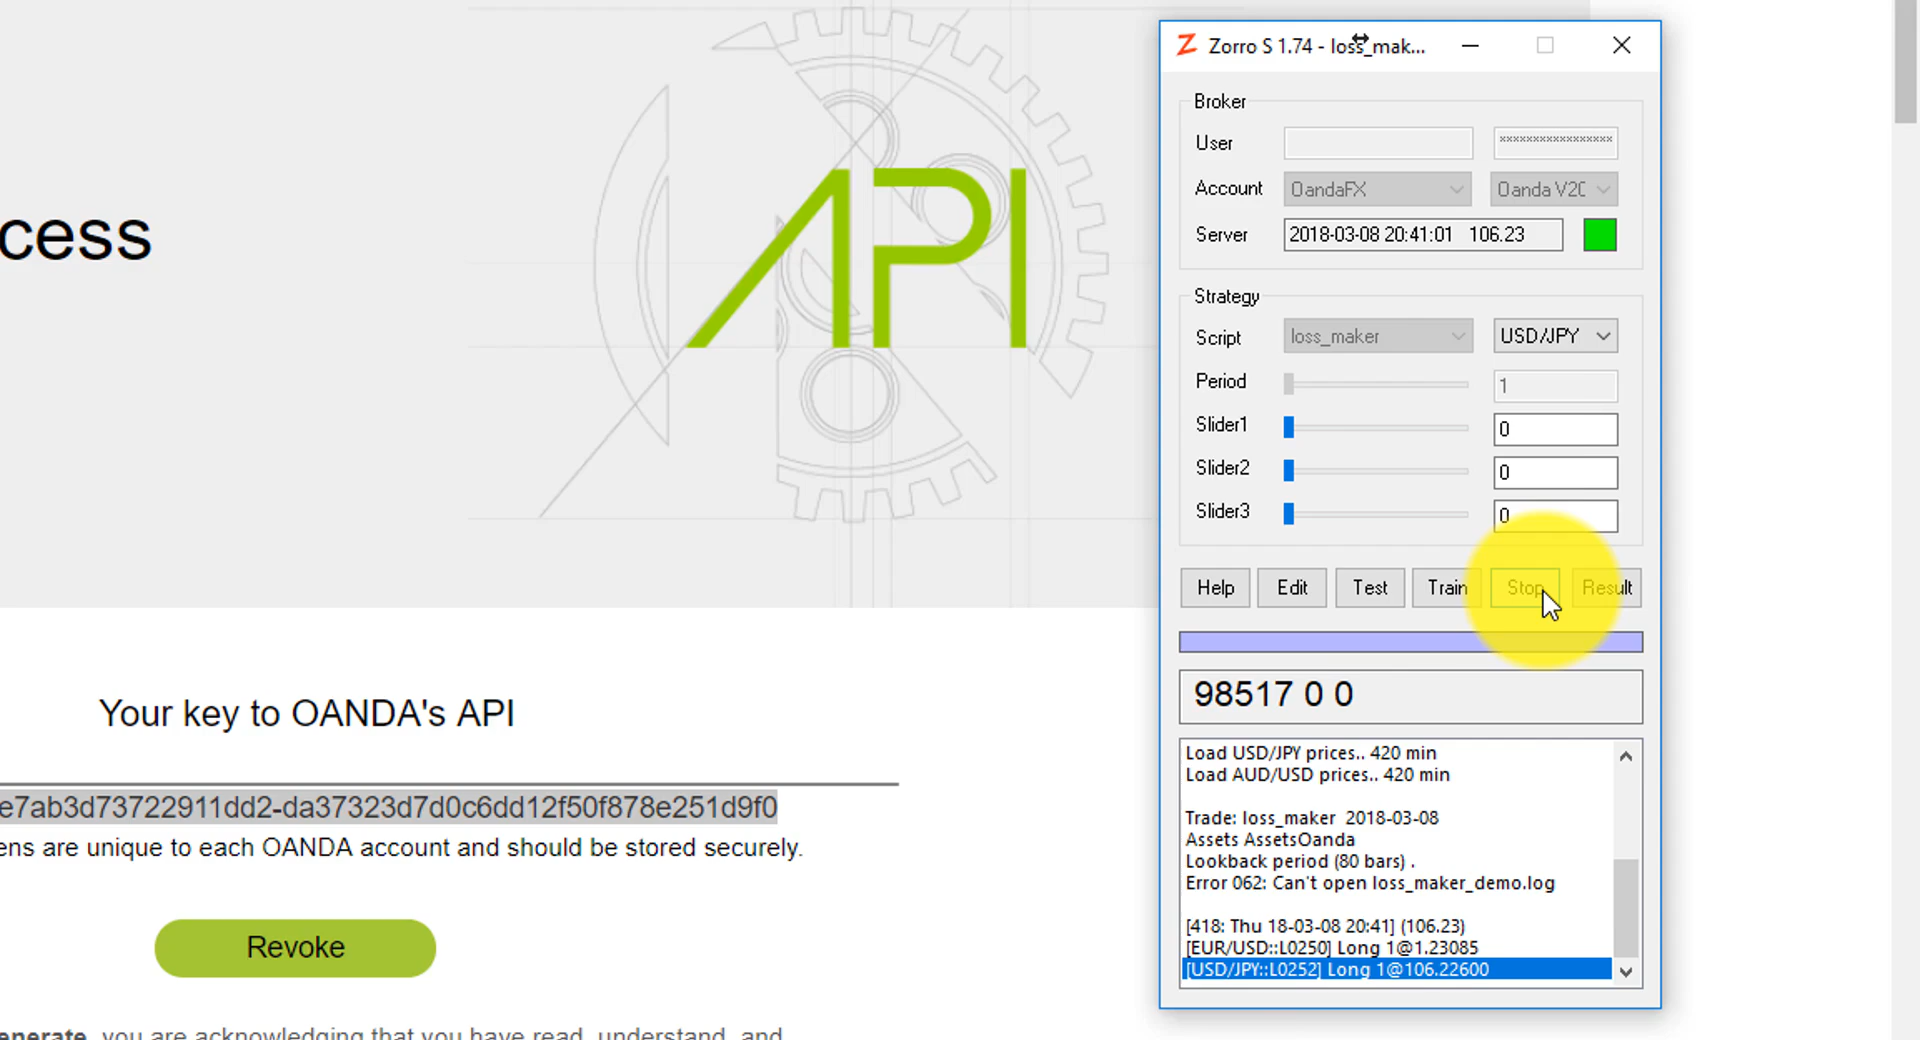 ccess
API
Your key to OANDA's API
e7ab3d73722911dd2-da37323d7d0c6dd12f50f878e251d9f0
ens are unique to each OANDA account and should be stored securely.
Revoke
enerate, you are acknowledging that you have read, understand, and
Zorro S 1.74 - loss_mak...
Broker
User ×××××××××××××××××
Account OandaFX Oanda V20
Server 2018-03-08 20:41:01 106.23
Strategy
Script loss_maker USD/JPY
Period 1
Slider1 0
Slider2 0
Slider3 0
Help Edit Test Train Stop Result
98517 0 0
Load USD/JPY prices.. 420 min
Load AUD/USD prices.. 420 min
Trade: loss_maker 2018-03-08
Assets AssetsOanda
Lookback period (80 bars) .
Error 062: Can't open loss_maker_demo.log
[418: Thu 18-03-08 20:41] (106.23)
[EUR/USD::L0250] Long 1@1.23085
[USD/JPY::L0252] Long 1@106.22600